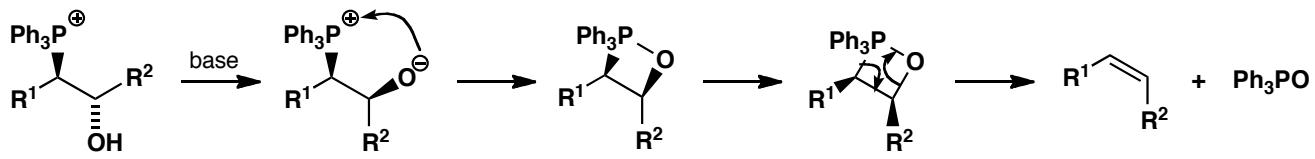 Ph₃P⊕ R¹ R² OH
base
Ph₃P⊕ O⊖ R¹ R²
Ph₃P O R¹ R²
Ph₃P O R¹ R²
R¹ R² + Ph₃PO